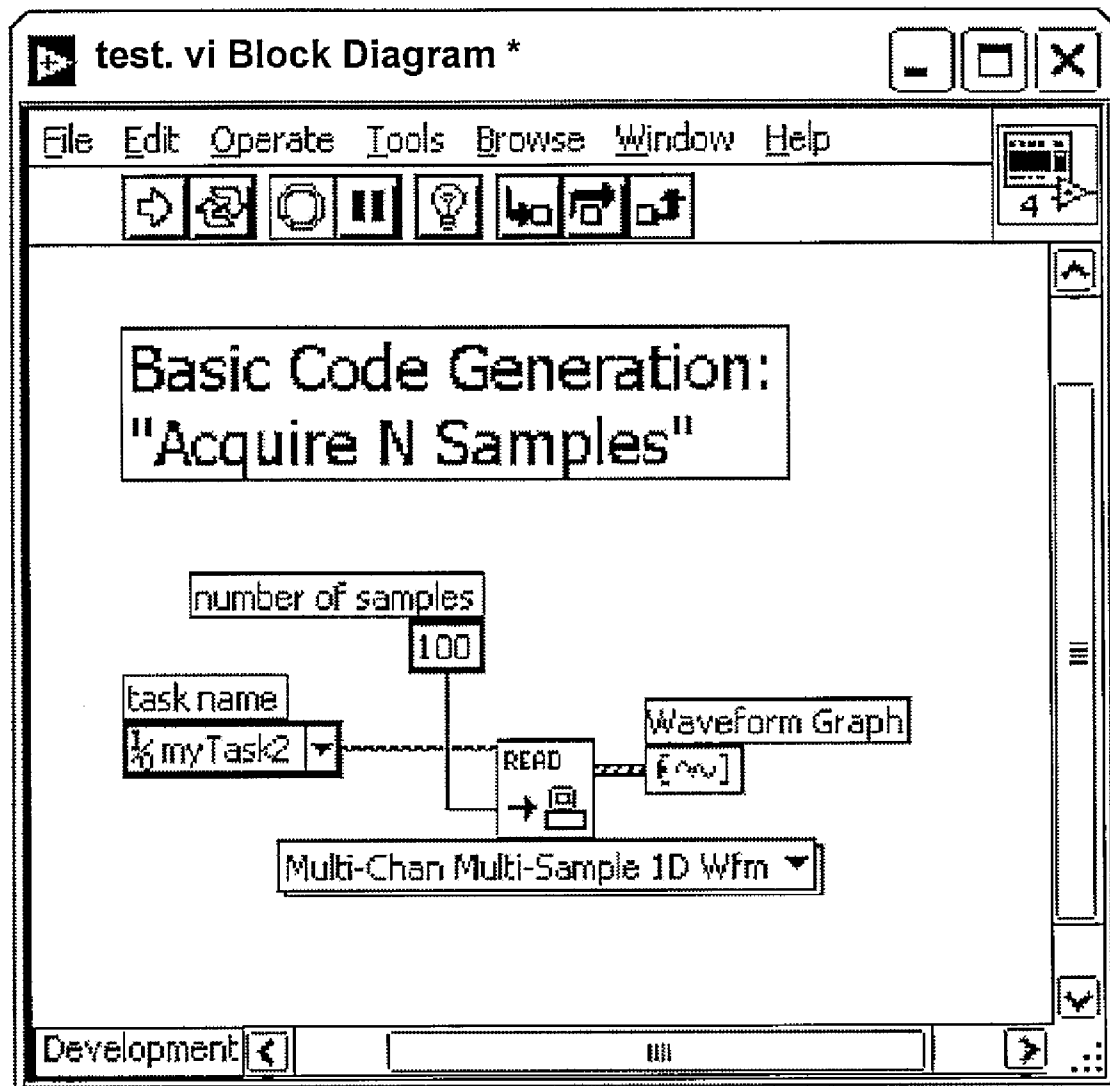 test. vi Block Diagram *
File Edit Operate Tools Browse Window Help
4
Basic Code Generation:
"Acquire N Samples"
number of samples
100
task name
myTask2
Waveform Graph
READ
Multi-Chan Multi-Sample 1D Wfm
Development